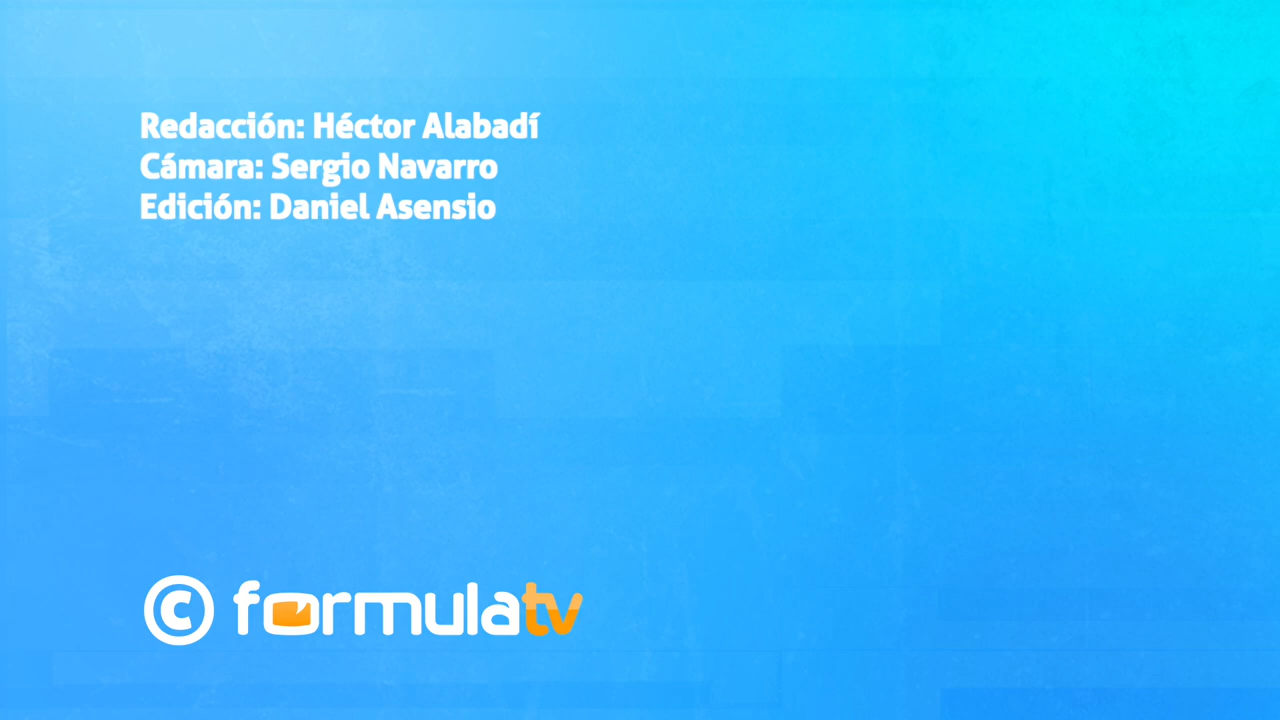 Redacción: Héctor Alabadí
Cámara: Sergio Navarro
Edición: Daniel Asensio
© formulatv